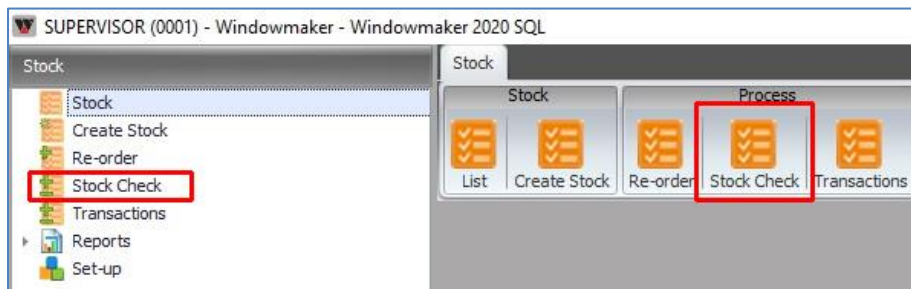 SUPERVISOR (0001) - Windowmaker - Windowmaker 2020 SQL
Stock
Stock
Create Stock
Re-order
Stock Check
Transactions
Reports
Set-up
Stock
Stock Process
List Create Stock Re-order Stock Check Transactions